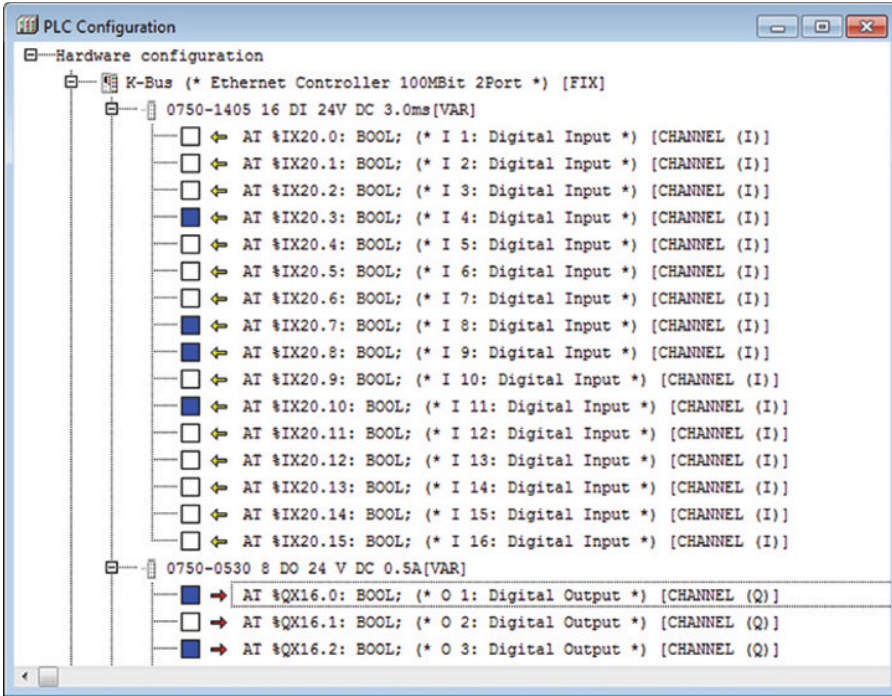 PLC Configuration
Hardware configuration
K-Bus (* Ethernet Controller 100MBit 2Port *) [FIX]
0750-1405 16 DI 24V DC 3.0ms[VAR]
AT %IX20.0: BOOL; (* I 1: Digital Input *) [CHANNEL (I)]
AT %IX20.1: BOOL; (* I 2: Digital Input *) [CHANNEL (I)]
AT %IX20.2: BOOL; (* I 3: Digital Input *) [CHANNEL (I)]
AT %IX20.3: BOOL; (* I 4: Digital Input *) [CHANNEL (I)]
AT %IX20.4: BOOL; (* I 5: Digital Input *) [CHANNEL (I)]
AT %IX20.5: BOOL; (* I 6: Digital Input *) [CHANNEL (I)]
AT %IX20.6: BOOL; (* I 7: Digital Input *) [CHANNEL (I)]
AT %IX20.7: BOOL; (* I 8: Digital Input *) [CHANNEL (I)]
AT %IX20.8: BOOL; (* I 9: Digital Input *) [CHANNEL (I)]
AT %IX20.9: BOOL; (* I 10: Digital Input *) [CHANNEL (I)]
AT %IX20.10: BOOL; (* I 11: Digital Input *) [CHANNEL (I)]
AT %IX20.11: BOOL; (* I 12: Digital Input *) [CHANNEL (I)]
AT %IX20.12: BOOL; (* I 13: Digital Input *) [CHANNEL (I)]
AT %IX20.13: BOOL; (* I 14: Digital Input *) [CHANNEL (I)]
AT %IX20.14: BOOL; (* I 15: Digital Input *) [CHANNEL (I)]
AT %IX20.15: BOOL; (* I 16: Digital Input *) [CHANNEL (I)]
0750-0530 8 DO 24 V DC 0.5A[VAR]
AT %QX16.0: BOOL; (* O 1: Digital Output *) [CHANNEL (Q)]
AT %QX16.1: BOOL; (* O 2: Digital Output *) [CHANNEL (Q)]
AT %QX16.2: BOOL; (* O 3: Digital Output *) [CHANNEL (Q)]